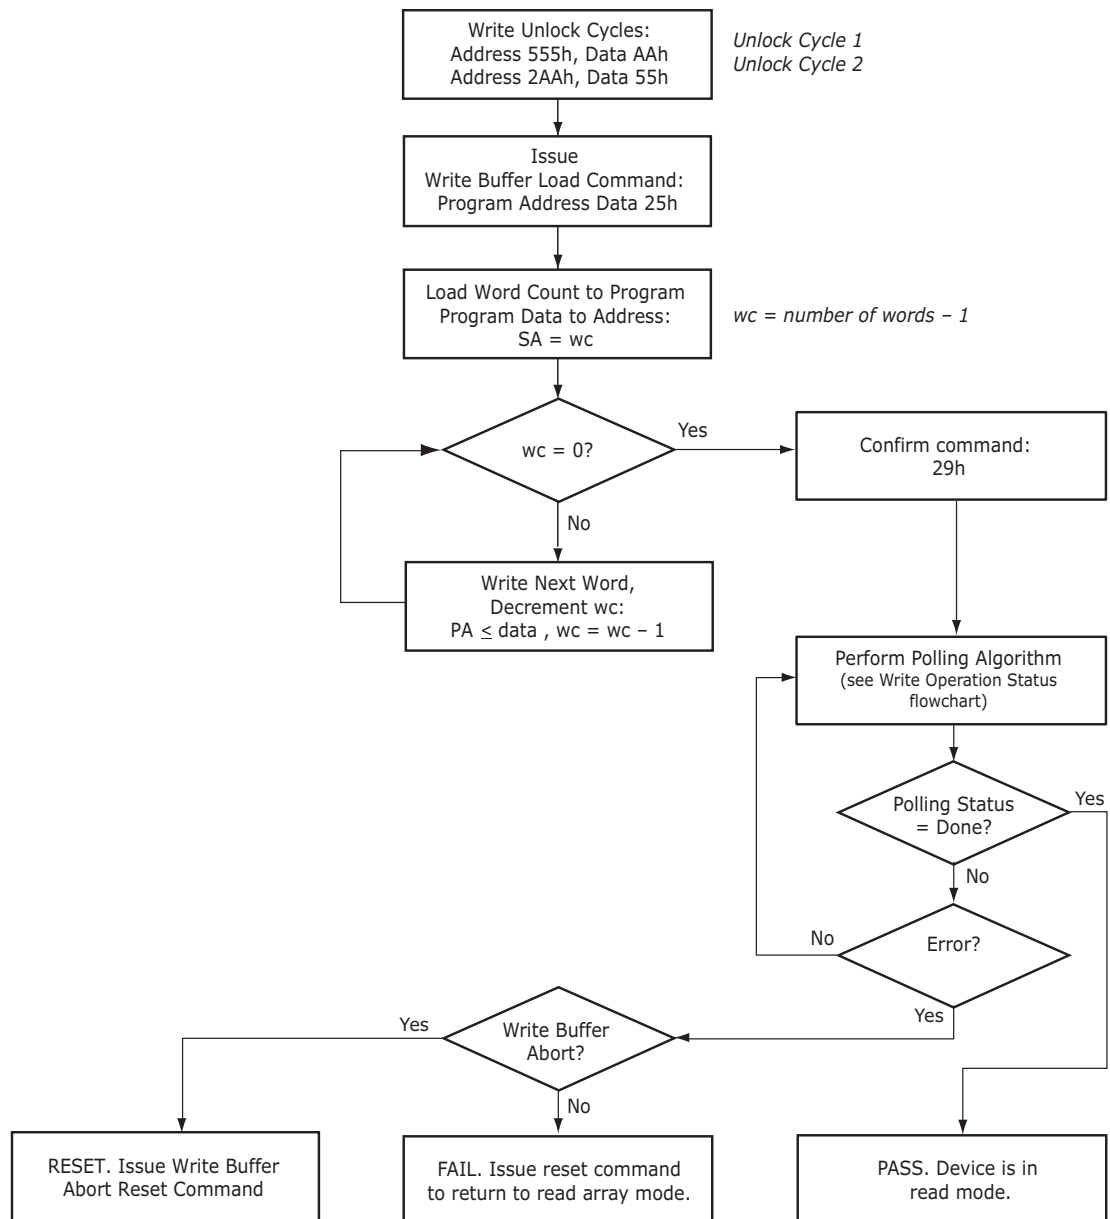 Write Unlock Cycles:
Address 555h, Data AAh
Address 2AAh, Data 55h
Unlock Cycle 1
Unlock Cycle 2
Issue
Write Buffer Load Command:
Program Address Data 25h
Load Word Count to Program
Program Data to Address:
SA = wc
wc = number of words – 1
wc = 0?
Yes
No
Confirm command:
29h
Write Next Word,
Decrement wc:
PA ≤ data , wc = wc – 1
Perform Polling Algorithm
(see Write Operation Status
flowchart)
Polling Status
= Done?
Yes
No
Error?
No
Yes
Write Buffer
Abort?
Yes
No
RESET. Issue Write Buffer
Abort Reset Command
FAIL. Issue reset command
to return to read array mode.
PASS. Device is in
read mode.